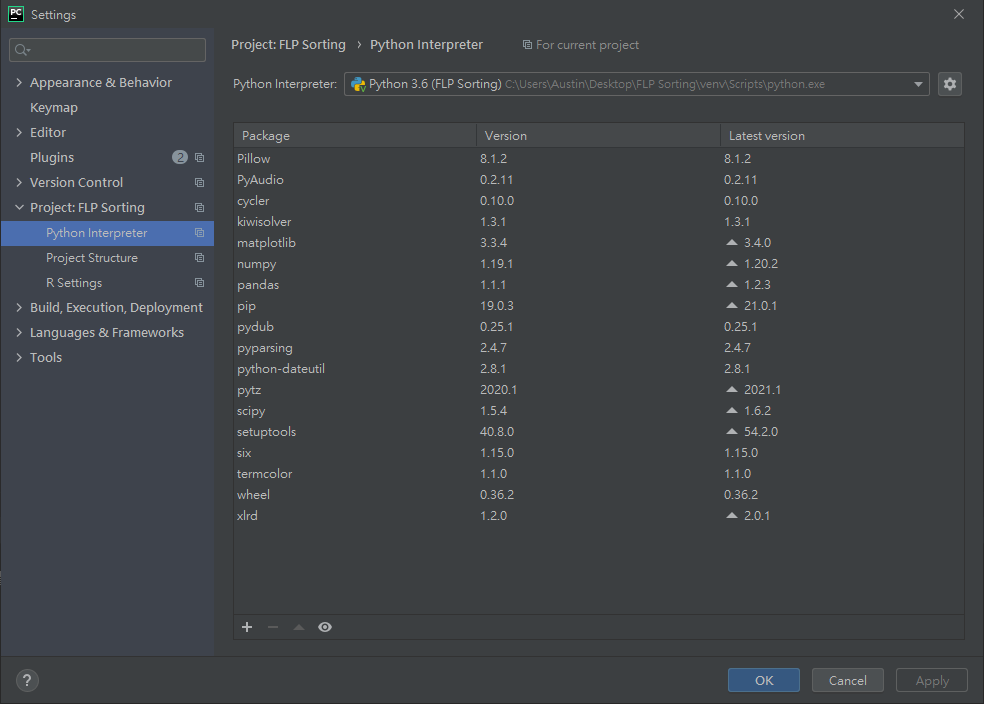 PC Settings
Project: FLP Sorting › Python Interpreter For current project
Appearance & Behavior
Python Interpreter: Python 3.6 (FLP Sorting) C:\Users\Austin\Desktop\FLP Sorting\venv\Scripts\python.exe
Keymap
Editor
Plugins 2
Version Control
Project: FLP Sorting
Python Interpreter
Project Structure
R Settings
Build, Execution, Deployment
Languages & Frameworks
Tools
Package Version Latest version
Pillow 8.1.2 8.1.2
PyAudio 0.2.11 0.2.11
cycler 0.10.0 0.10.0
kiwisolver 1.3.1 1.3.1
matplotlib 3.3.4 3.4.0
numpy 1.19.1 1.20.2
pandas 1.1.1 1.2.3
pip 19.0.3 21.0.1
pydub 0.25.1 0.25.1
pyparsing 2.4.7 2.4.7
python-dateutil 2.8.1 2.8.1
pytz 2020.1 2021.1
scipy 1.5.4 1.6.2
setuptools 40.8.0 54.2.0
six 1.15.0 1.15.0
termcolor 1.1.0 1.1.0
wheel 0.36.2 0.36.2
xlrd 1.2.0 2.0.1
? OK Cancel Apply